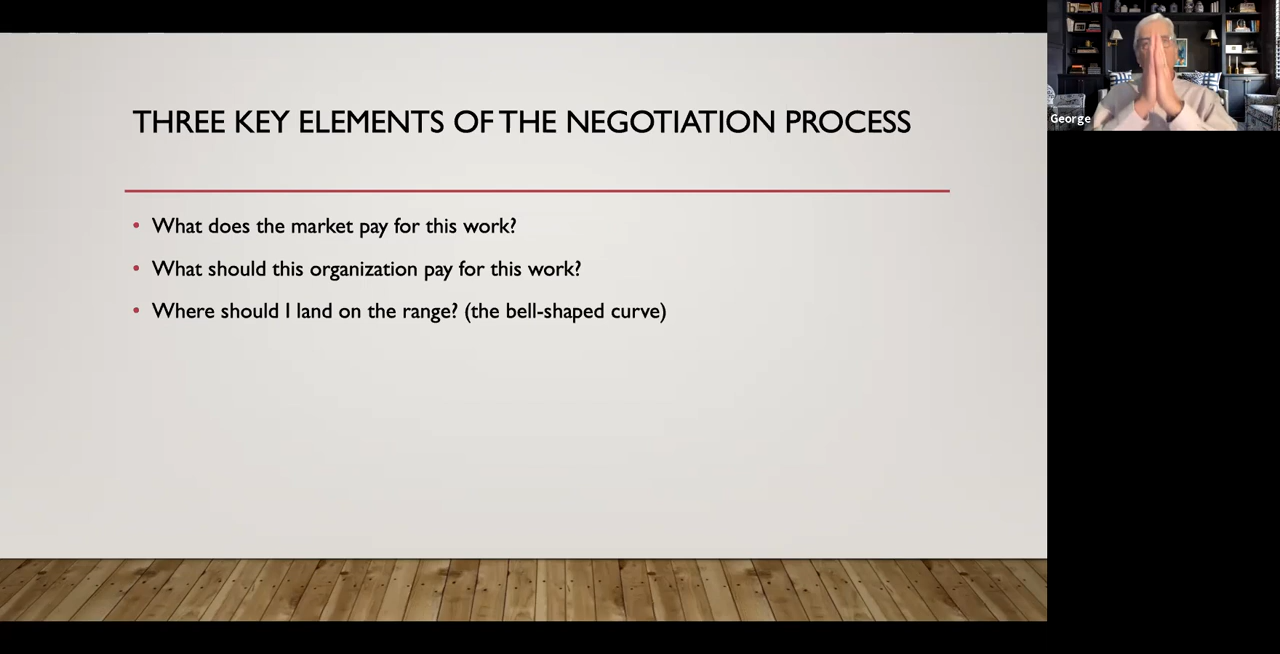 THREE KEY ELEMENTS OF THE NEGOTIATION PROCESS
• What does the market pay for this work?
• What should this organization pay for this work?
• Where should I land on the range? (the bell-shaped curve)
George